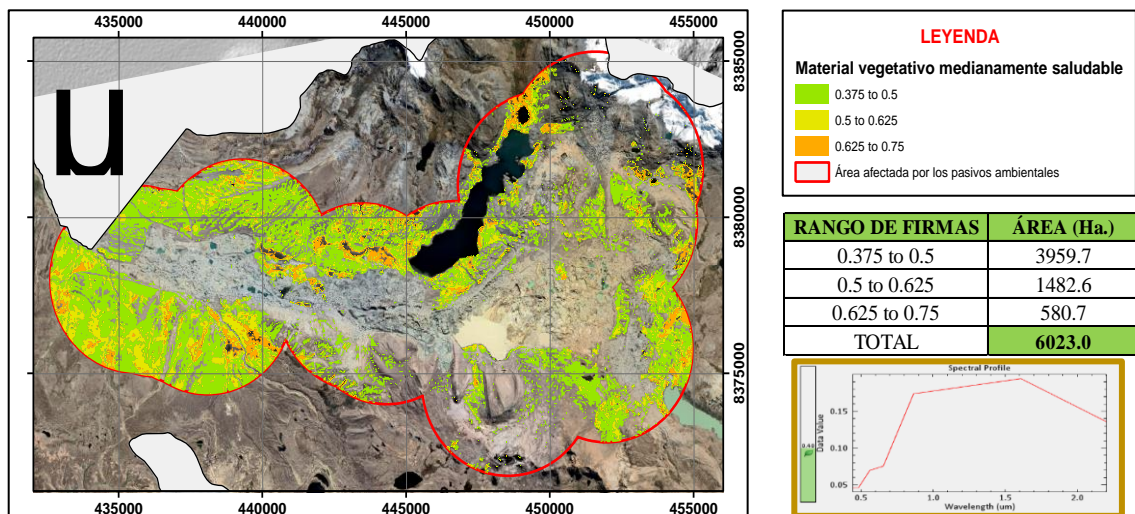 435000 440000 445000 450000 455000
8385000
8380000
8375000
µ
435000 440000 445000 450000 455000
LEYENDA
Material vegetativo medianamente saludable
0.375 to 0.5
0.5 to 0.625
0.625 to 0.75
Área afectada por los pasivos ambientales
RANGO DE FIRMAS ÁREA (Ha.)
0.375 to 0.5 3959.7
0.5 to 0.625 1482.6
0.625 to 0.75 580.7
TOTAL 6023.0
Spectral Profile
Data Value
0.15
0.10
0.05
0.5 1.0 1.5 2.0
Wavelength (um)